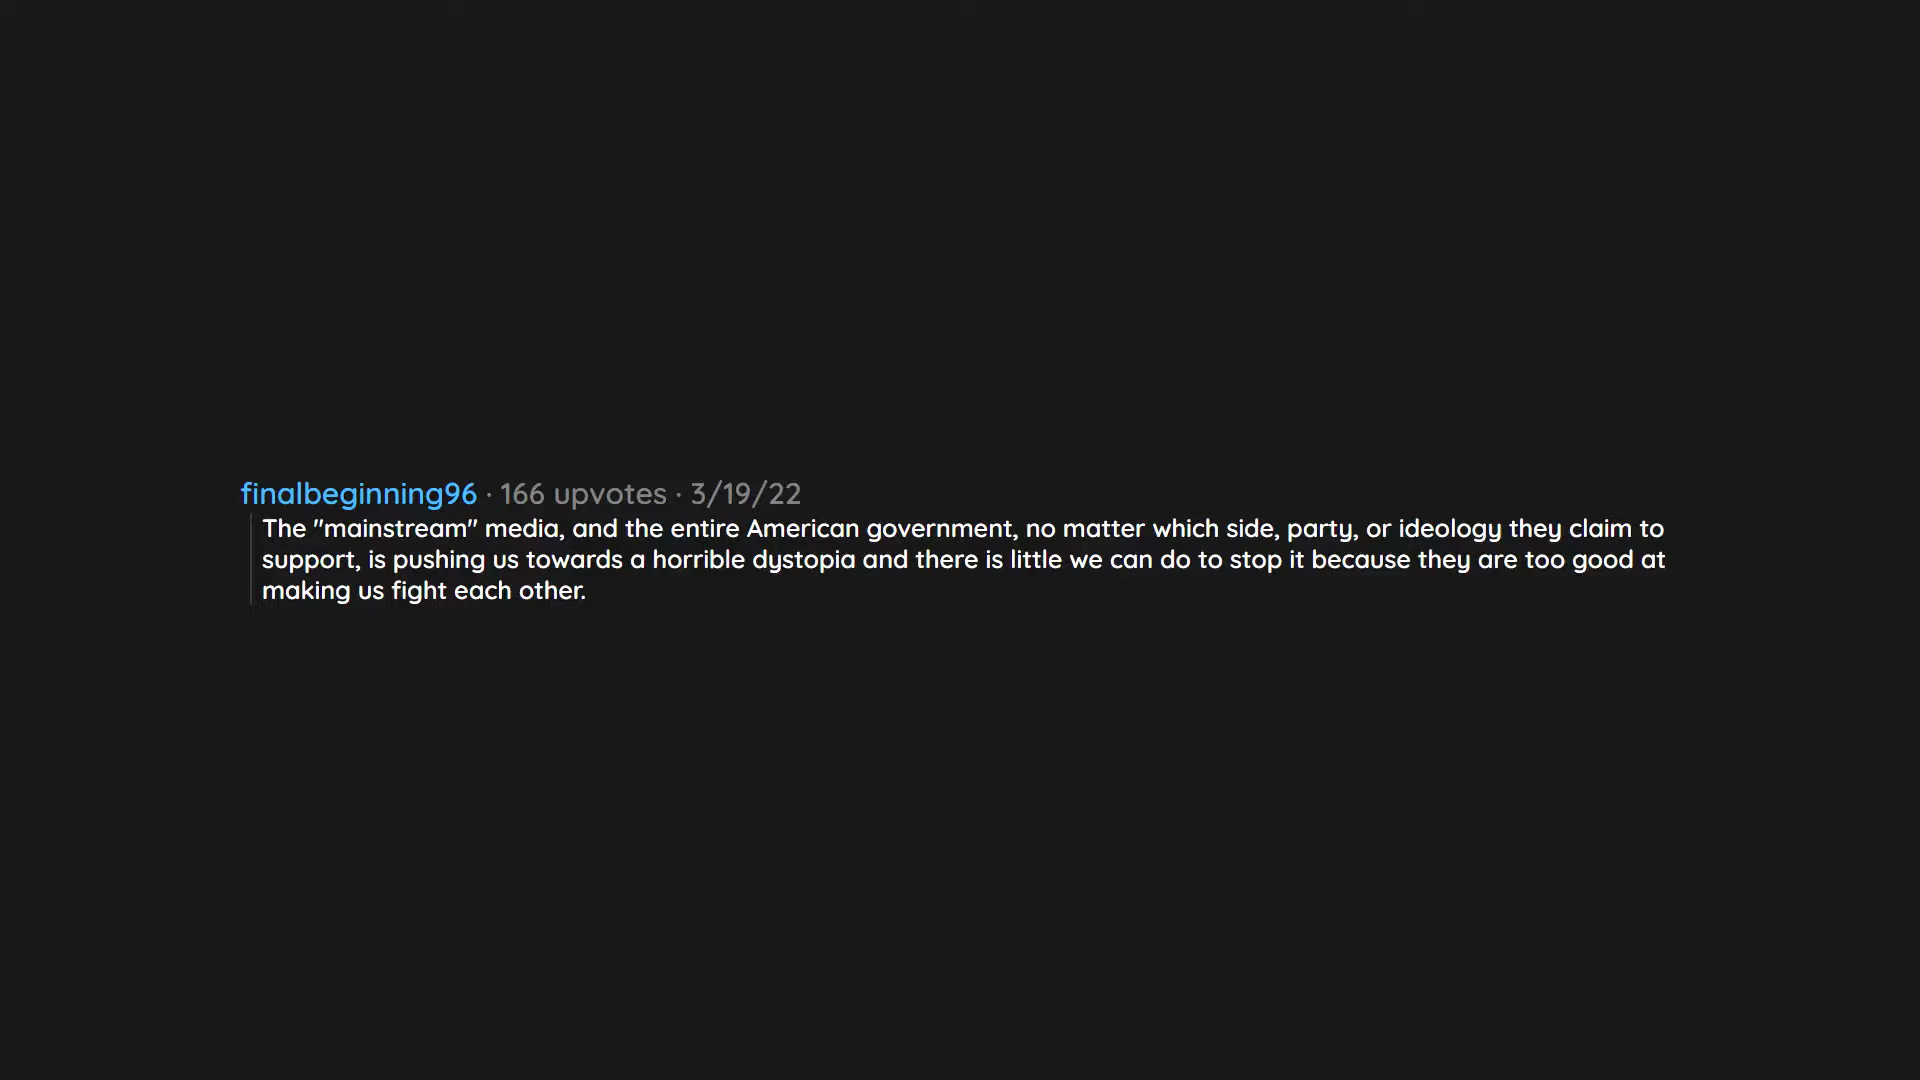 finalbeginning96 · 166 upvotes · 3/19/22
The "mainstream" media, and the entire American government, no matter which side, party, or ideology they claim to
support, is pushing us towards a horrible dystopia and there is little we can do to stop it because they are too good at
making us fight each other.